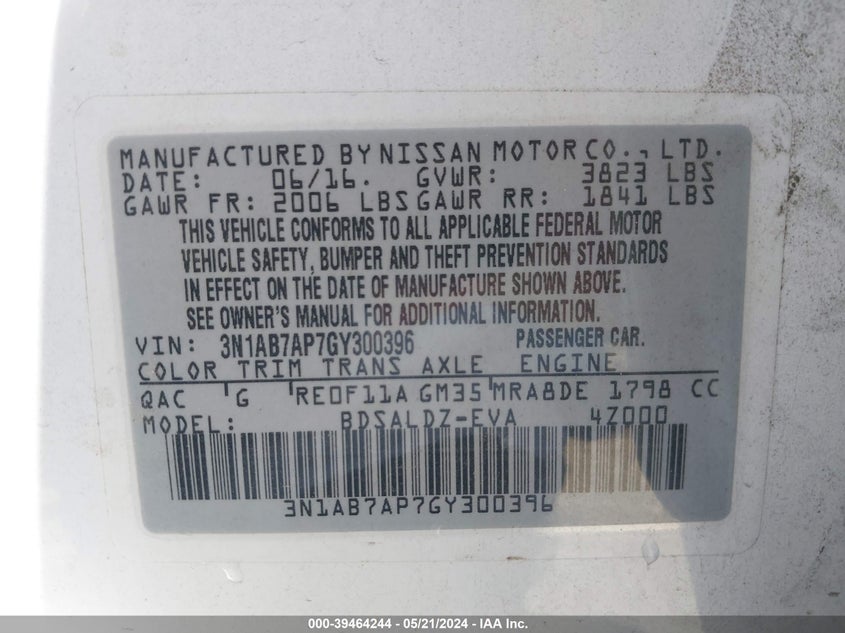 MANUFACTURED BY NISSAN MOTOR CO., LTD.
DATE: 06/16. GVWR: 3823 LBS
GAWR FR: 2006 LBS GAWR RR: 1841 LBS
THIS VEHICLE CONFORMS TO ALL APPLICABLE FEDERAL MOTOR
VEHICLE SAFETY, BUMPER AND THEFT PREVENTION STANDARDS
IN EFFECT ON THE DATE OF MANUFACTURE SHOWN ABOVE.
SEE OWNER'S MANUAL FOR ADDITIONAL INFORMATION.
VIN: 3N1AB7AP7GY300396 PASSENGER CAR.
COLOR TRIM TRANS AXLE ENGINE
QAC G RE0F11A GM35 MRA8DE 1798 CC
MODEL: BDSALDZ-EVA 4Z000
3N1AB7AP7GY300396
000-39464244 - 05/21/2024 - IAA Inc.